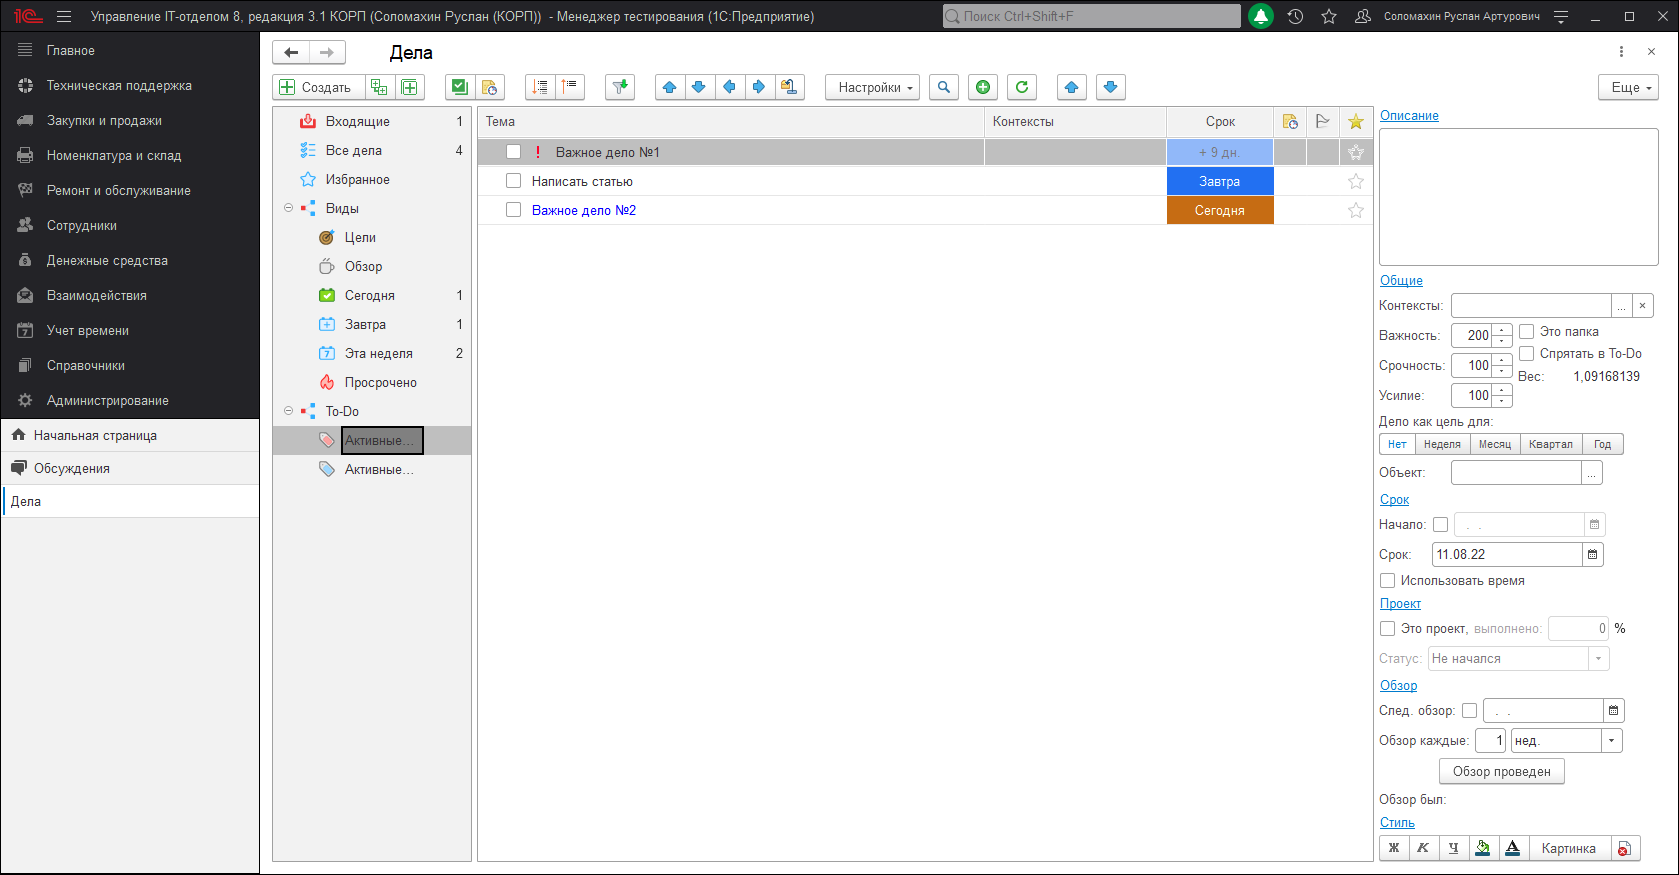 1С Управление IT-отделом 8, редакция 3.1 КОРП (Соломахин Руслан (КОРП)) - Менеджер тестирования (1С:Предприятие)
Поиск Ctrl+Shift+F
Соломахин Руслан Артурович
Главное
Техническая поддержка
Закупки и продажи
Номенклатура и склад
Ремонт и обслуживание
Сотрудники
Денежные средства
Взаимодействия
Учет времени
Справочники
Администрирование
Начальная страница
Обсуждения
Дела
Дела
Создать
Настройки
Еще
Входящие 1
Все дела 4
Избранное
Виды
Цели
Обзор
Сегодня 1
Завтра 1
Эта неделя 2
Просрочено
To-Do
Активные...
Активные...
Тема Контексты Срок
! Важное дело №1 + 9 дн.
Написать статью Завтра
Важное дело №2 Сегодня
Описание
Общие
Контексты: ... ×
Важность: 200 Это папка
Спрятать в To-Do
Срочность: 100
Вес: 1,09168139
Усилие: 100
Дело как цель для:
Нет Неделя Месяц Квартал Год
Объект: ...
Срок
Начало: . .
Срок: 11.08.22
Использовать время
Проект
Это проект, выполнено: 0 %
Статус: Не начался
Обзор
След. обзор: . .
Обзор каждые: 1 нед.
Обзор проведен
Обзор был:
Стиль
Ж К Ч А Картинка